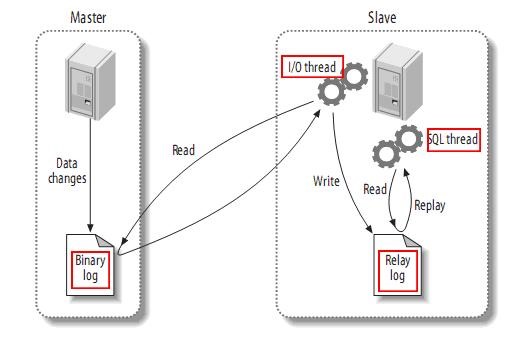 Master
Slave
I/O thread
SQL thread
Read
Data
changes
Write
Read
Replay
Binary
log
Relay
log